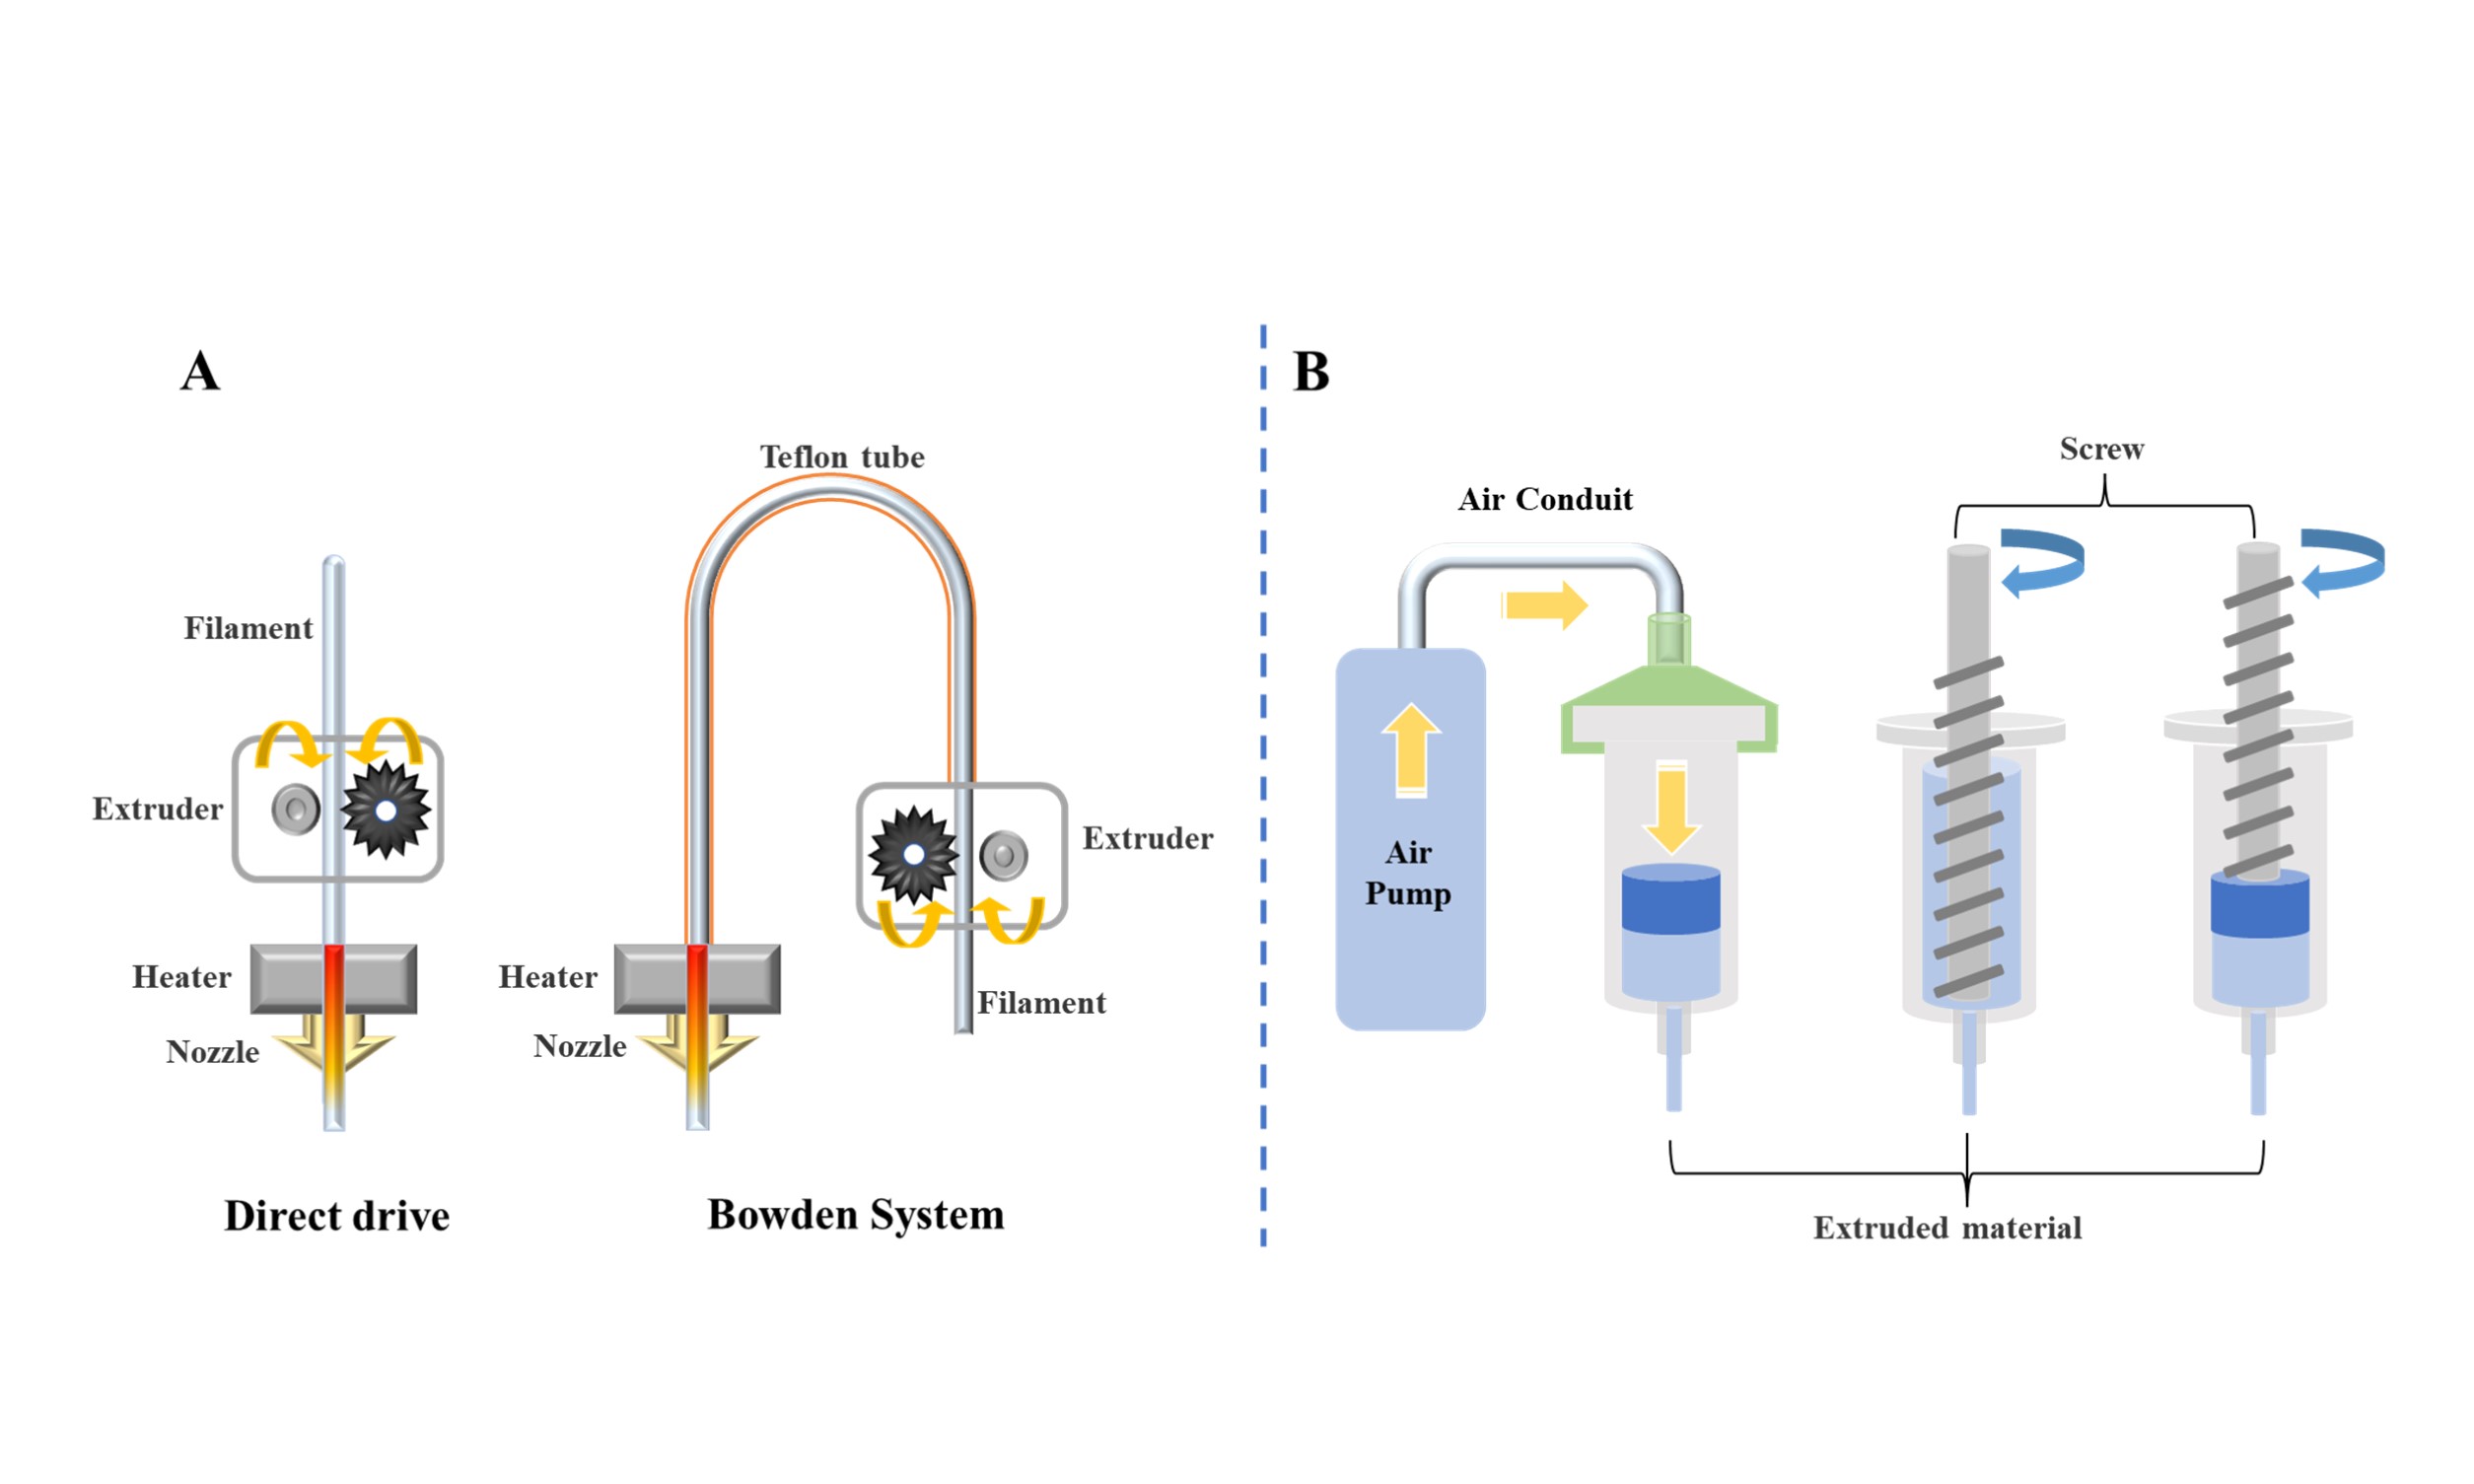 A
Teflon tube
Filament
Extruder
Heater
Nozzle
Heater
Nozzle
Extruder
Filament
Direct drive
Bowden System
B
Air Conduit
Screw
Air
Pump
Extruded material